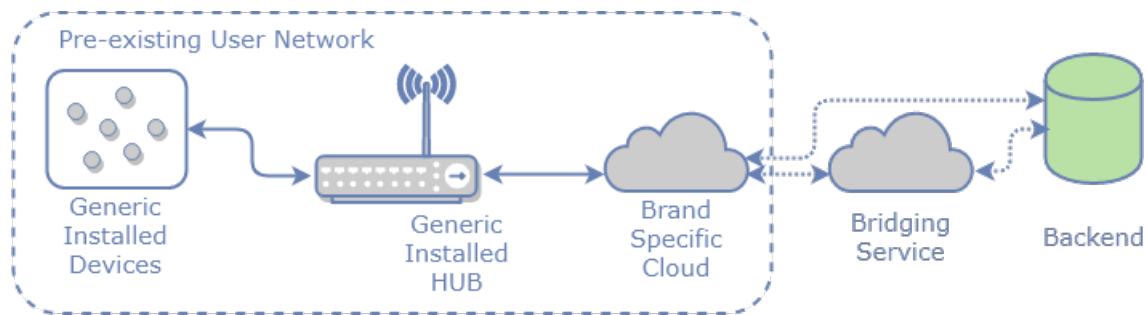 Pre-existing User Network
Generic
Installed
Devices
Generic
Installed
HUB
Brand
Specific
Cloud
Bridging
Service
Backend